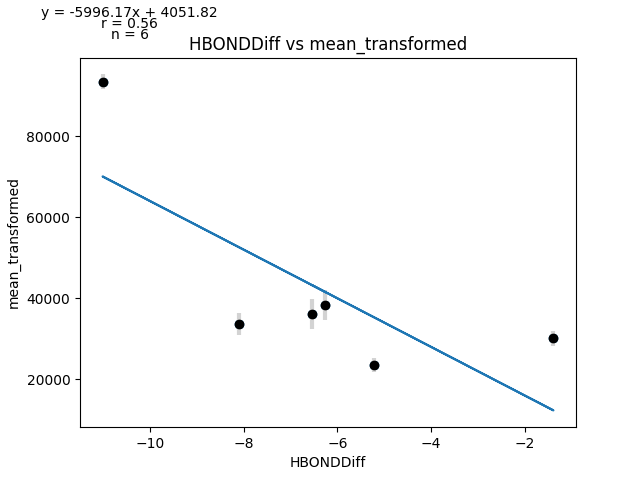 y = -5996.17x + 4051.82
r = 0.56
n = 6
HBONDDiff vs mean_transformed
mean_transformed
80000
60000
40000
20000
−10
−8
−6
−4
−2
HBONDDiff